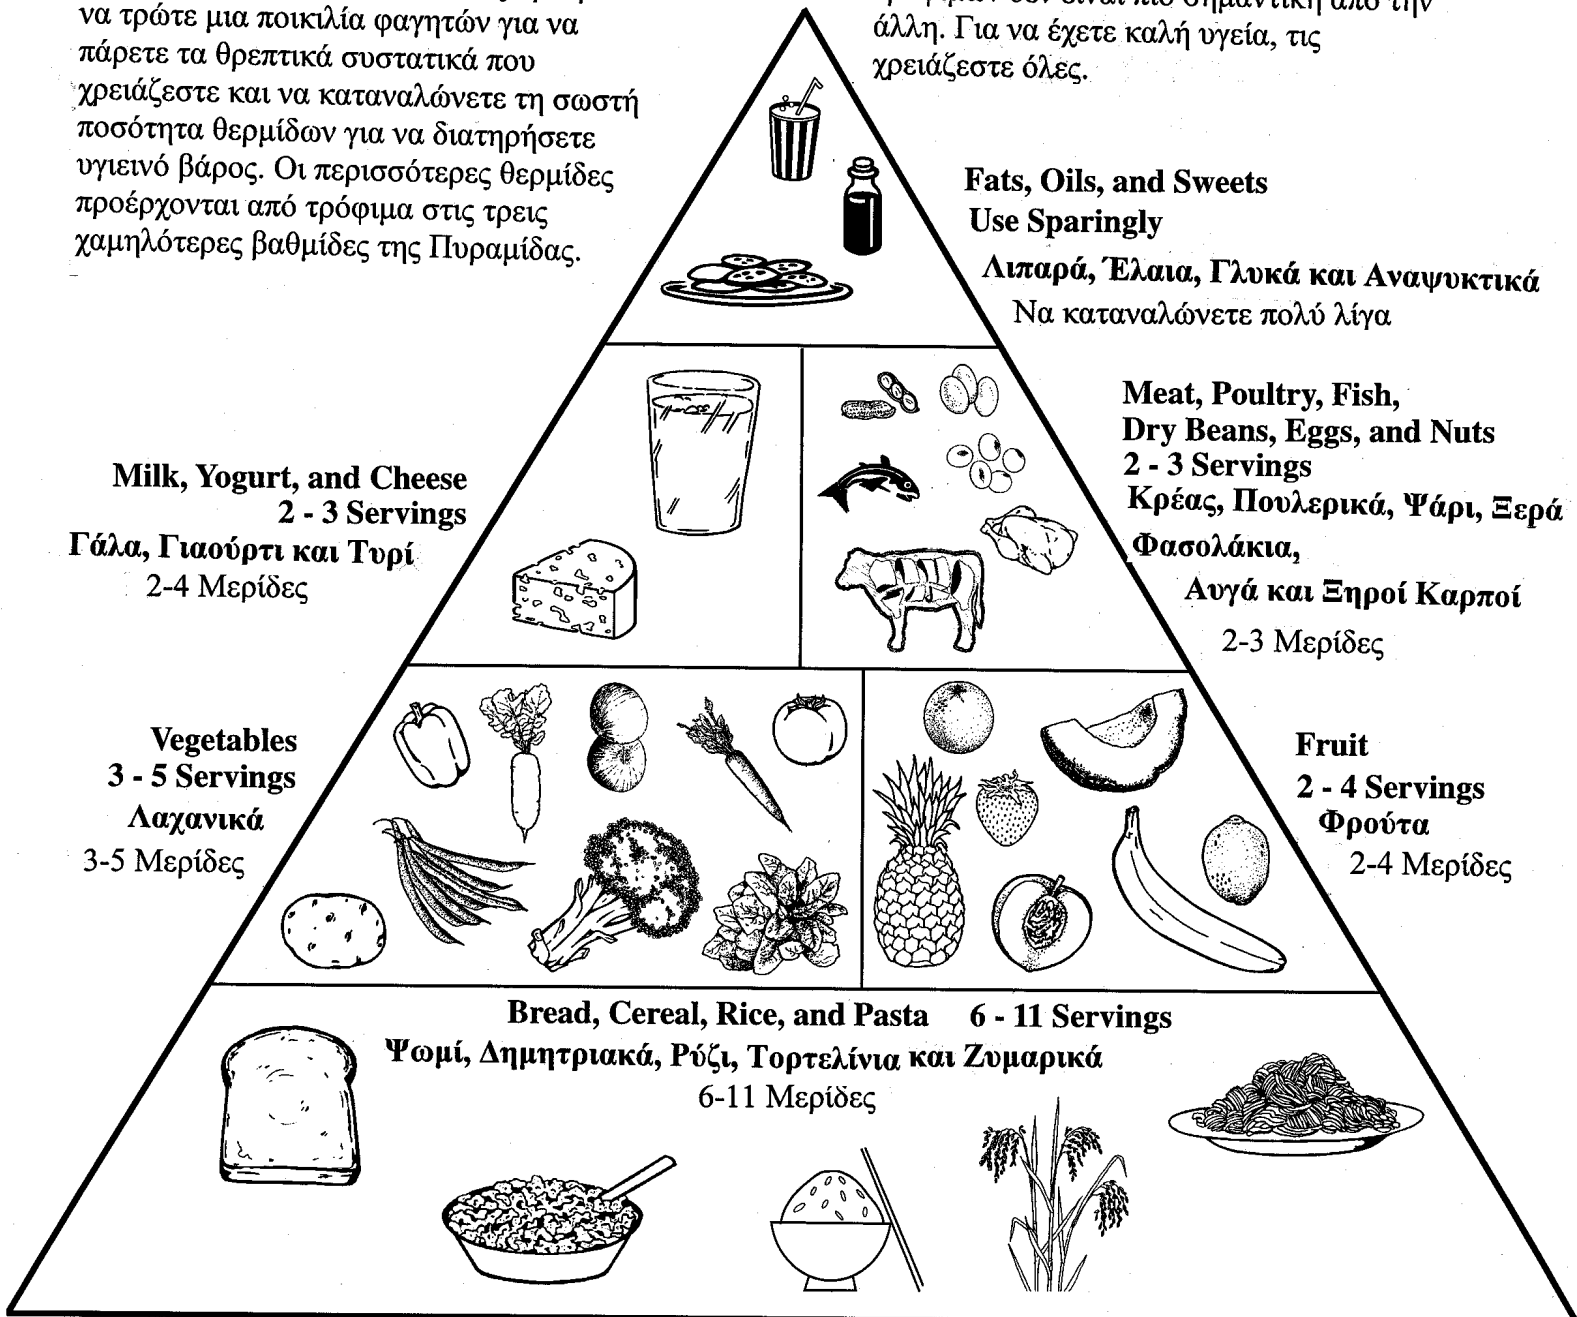 να τρώτε μια ποικιλία φαγητών για να
πάρετε τα θρεπτικά συστατικά που
χρειάζεστε και να καταναλώνετε τη σωστή
ποσότητα θερμίδων για να διατηρήσετε
υγιεινό βάρος. Οι περισσότερες θερμίδες
προέρχονται από τρόφιμα στις τρεις
χαμηλότερες βαθμίδες της Πυραμίδας.
δεν είναι πιο σημαντική από την
άλλη. Για να έχετε καλή υγεία, τις
χρειάζεστε όλες.
Fats, Oils, and Sweets
Use Sparingly
Λιπαρά, Έλαια, Γλυκά και Αναψυκτικά
Να καταναλώνετε πολύ λίγα
Milk, Yogurt, and Cheese
2 - 3 Servings
Γάλα, Γιαούρτι και Τυρί
2-4 Μερίδες
Meat, Poultry, Fish,
Dry Beans, Eggs, and Nuts
2 - 3 Servings
Κρέας, Πουλερικά, Ψάρι, Ξερά
Φασολάκια,
Αυγά και Ξηροί Καρποί
2-3 Μερίδες
Vegetables
3 - 5 Servings
Λαχανικά
3-5 Μερίδες
Fruit
2 - 4 Servings
Φρούτα
2-4 Μερίδες
Bread, Cereal, Rice, and Pasta 6 - 11 Servings
Ψωμί, Δημητριακά, Ρύζι, Τορτελίνια και Ζυμαρικά
6-11 Μερίδες